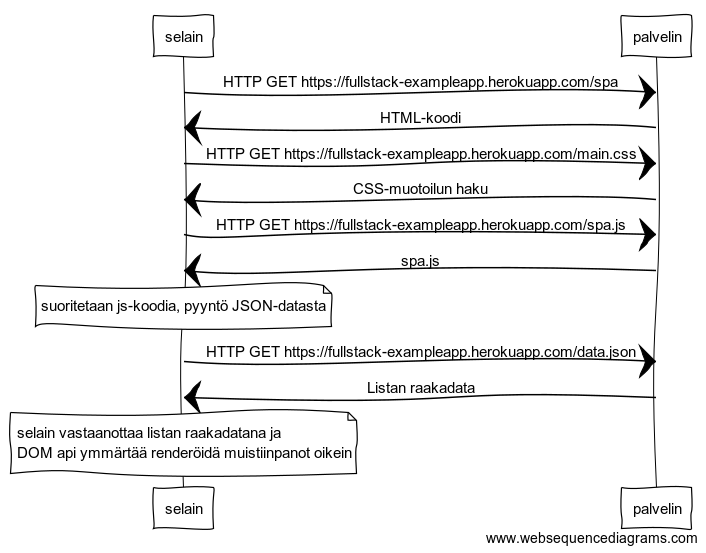 selain
palvelin
HTTP GET https://fullstack-exampleapp.herokuapp.com/spa
HTML-koodi
HTTP GET https://fullstack-exampleapp.herokuapp.com/main.css
CSS-muotoilun haku
HTTP GET https://fullstack-exampleapp.herokuapp.com/spa.js
spa.js
suoritetaan js-koodia, pyyntö JSON-datasta
HTTP GET https://fullstack-exampleapp.herokuapp.com/data.json
Listan raakadata
selain vastaanottaa listan raakadatana ja
DOM api ymmärtää renderöidä muistiinpanot oikein
selain
palvelin
www.websequencediagrams.com